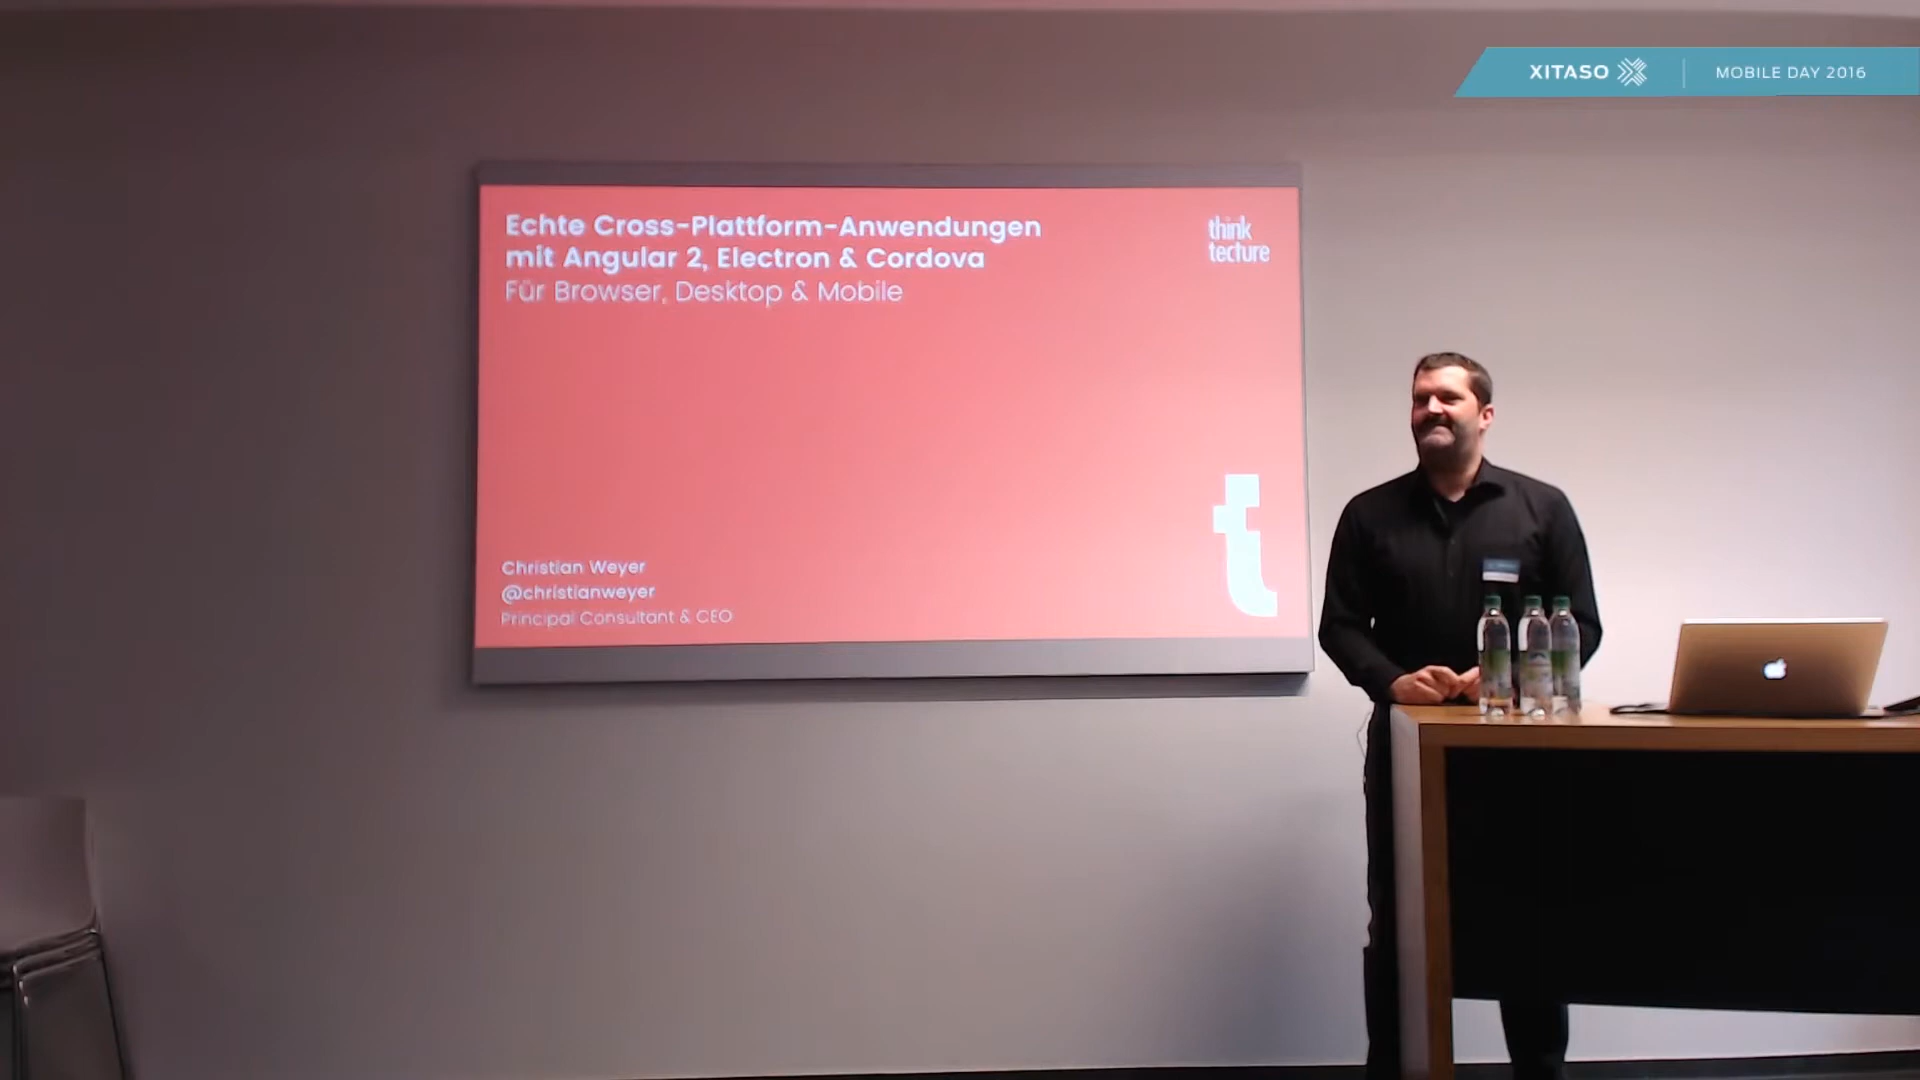 XITASO
MOBILE DAY 2016
Echte Cross-Plattform-Anwendungen
mit Angular 2, Electron & Cordova
Für Browser, Desktop & Mobile
think
tecture
t
Christian Weyer
@christianweyer
Principal Consultant & CEO